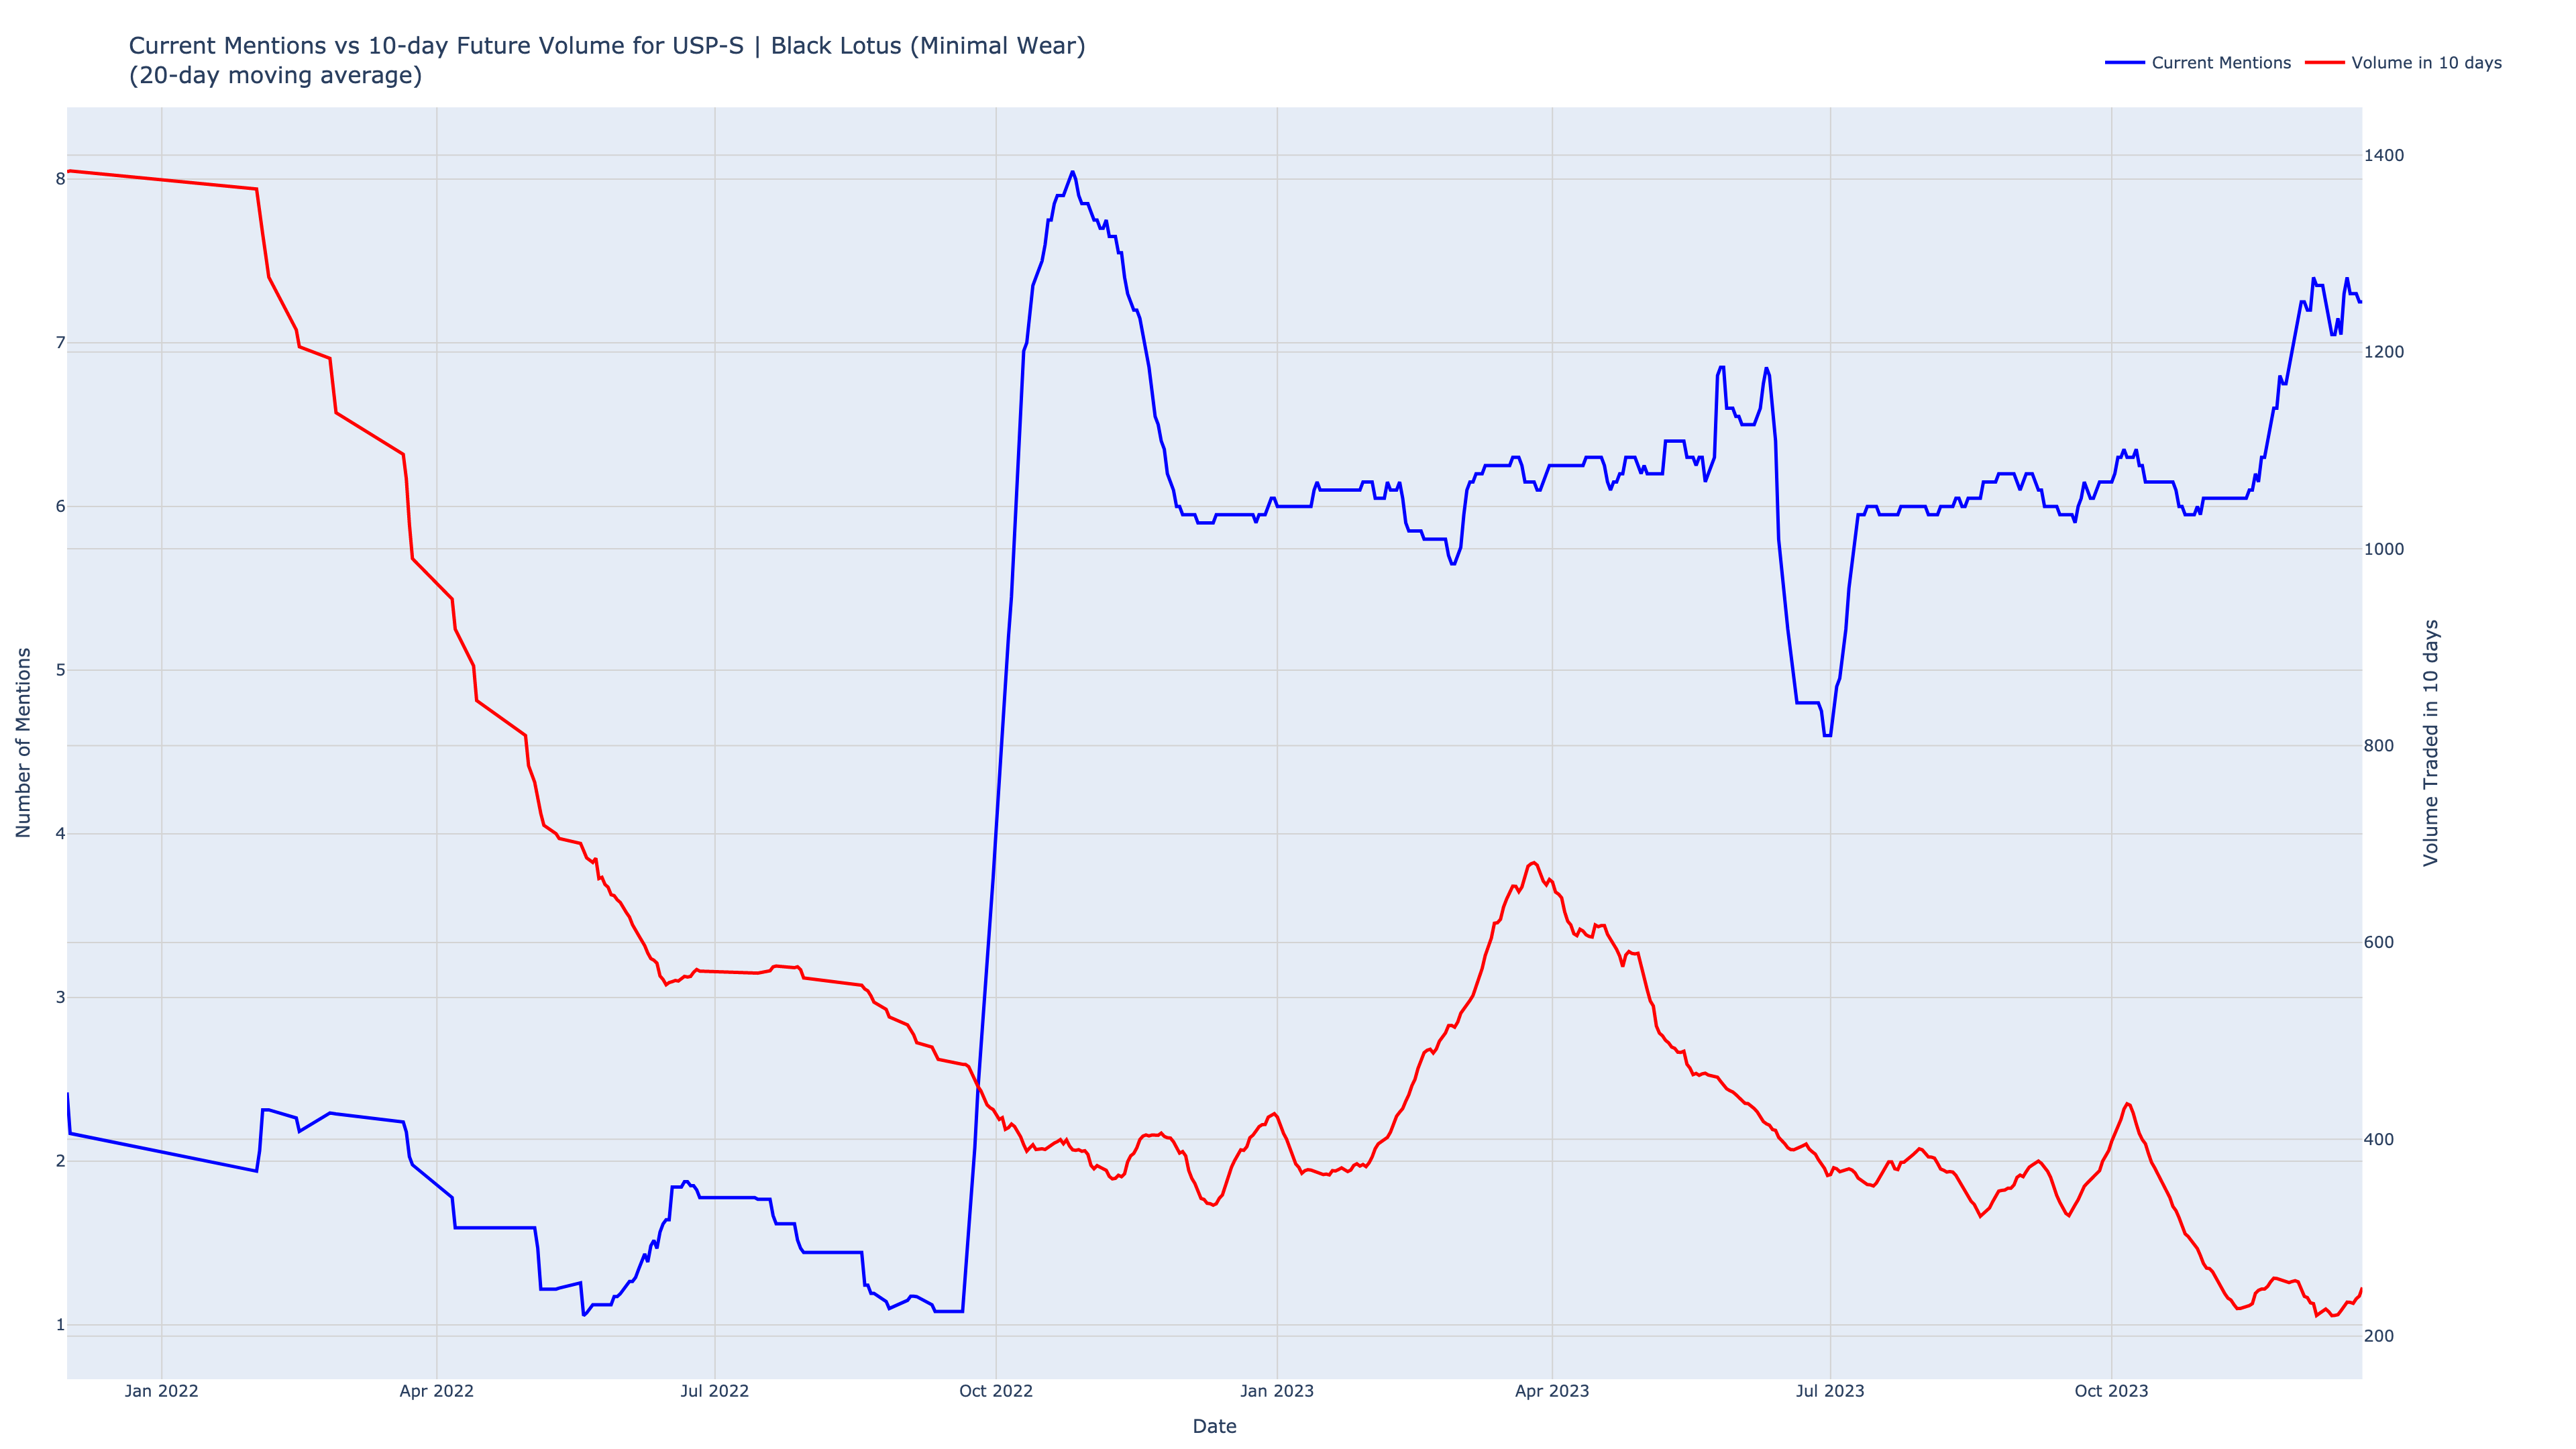 Current Mentions vs 10-day Future Volume for USP-S | Black Lotus (Minimal Wear)
(20-day moving average)
Current Mentions
Volume in 10 days
8
7
6
5
4
3
2
1
Number of Mentions
1400
1200
1000
800
600
400
200
Volume Traded in 10 days
Jan 2022
Apr 2022
Jul 2022
Oct 2022
Jan 2023
Apr 2023
Jul 2023
Oct 2023
Date